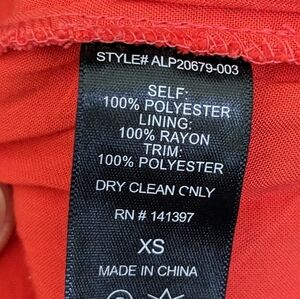 STYLE# ALP20679-003
SELF:
100% POLYESTER
LINING:
100% RAYON
TRIM:
100% POLYESTER
DRY CLEAN ONLY
RN # 141397
XS
MADE IN CHINA